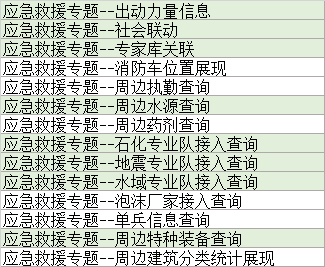 应急救援专题--出动力量信息
应急救援专题--社会联动
应急救援专题--专家库关联
应急救援专题--消防车位置展现
应急救援专题--周边执勤查询
应急救援专题--周边水源查询
应急救援专题--周边药剂查询
应急救援专题--石化专业队接入查询
应急救援专题--地震专业队接入查询
应急救援专题--水域专业队接入查询
应急救援专题--泡沫厂家接入查询
应急救援专题--单兵信息查询
应急救援专题--周边特种装备查询
应急救援专题--周边建筑分类统计展现